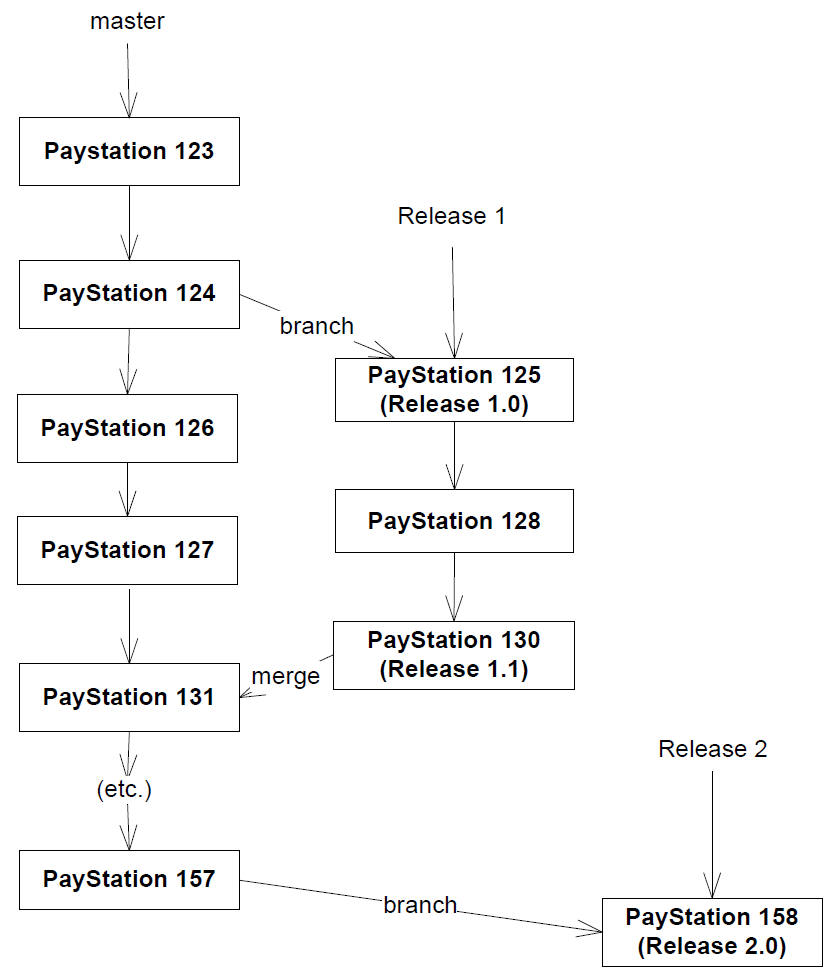 master
Paystation 123
Release 1
PayStation 124
branch
PayStation 125
(Release 1.0)
PayStation 126
PayStation 128
PayStation 127
PayStation 130
(Release 1.1)
merge
PayStation 131
Release 2
(etc.)
PayStation 157
branch
PayStation 158
(Release 2.0)